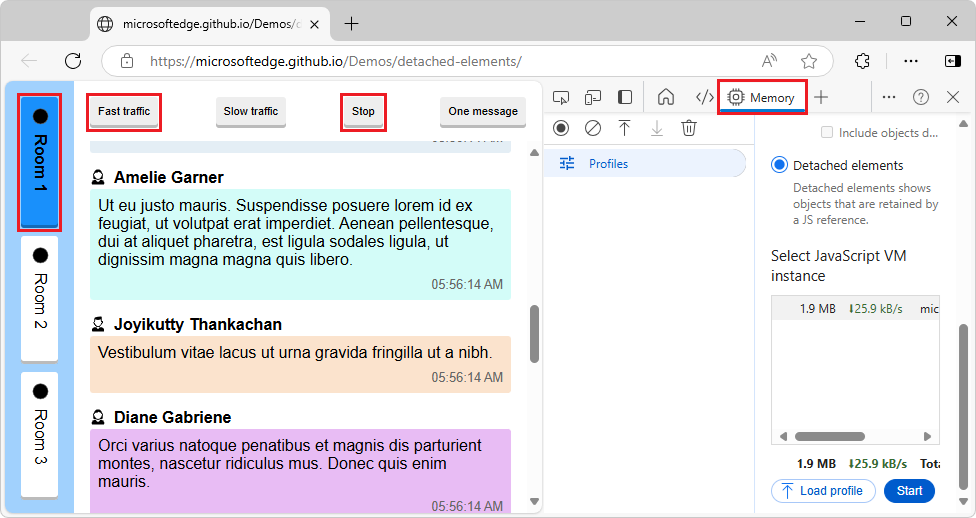 microsoftedge.github.io/Demos/d
https://microsoftedge.github.io/Demos/detached-elements/
Room 1
Room 2
Room 3
Fast traffic
Slow traffic
Stop
One message
Amelie Garner
Ut eu justo mauris. Suspendisse posuere lorem id ex
feugiat, ut volutpat erat imperdiet. Aenean pellentesque,
dui at aliquet pharetra, est ligula sodales ligula, ut
dignissim magna magna quis libero.
05:56:14 AM
Joyikutty Thankachan
Vestibulum vitae lacus ut urna gravida fringilla ut a nibh.
05:56:14 AM
Diane Gabriene
Orci varius natoque penatibus et magnis dis parturient
montes, nascetur ridiculus mus. Donec quis enim
mauris.
05:56:14 AM
Memory
Profiles
Include objects d...
Detached elements
Detached elements shows
objects that are retained by
a JS reference.
Select JavaScript VM
instance
1.9 MB ⬇25.9 kB/s mic
1.9 MB ⬇25.9 kB/s Tota
Load profile
Start